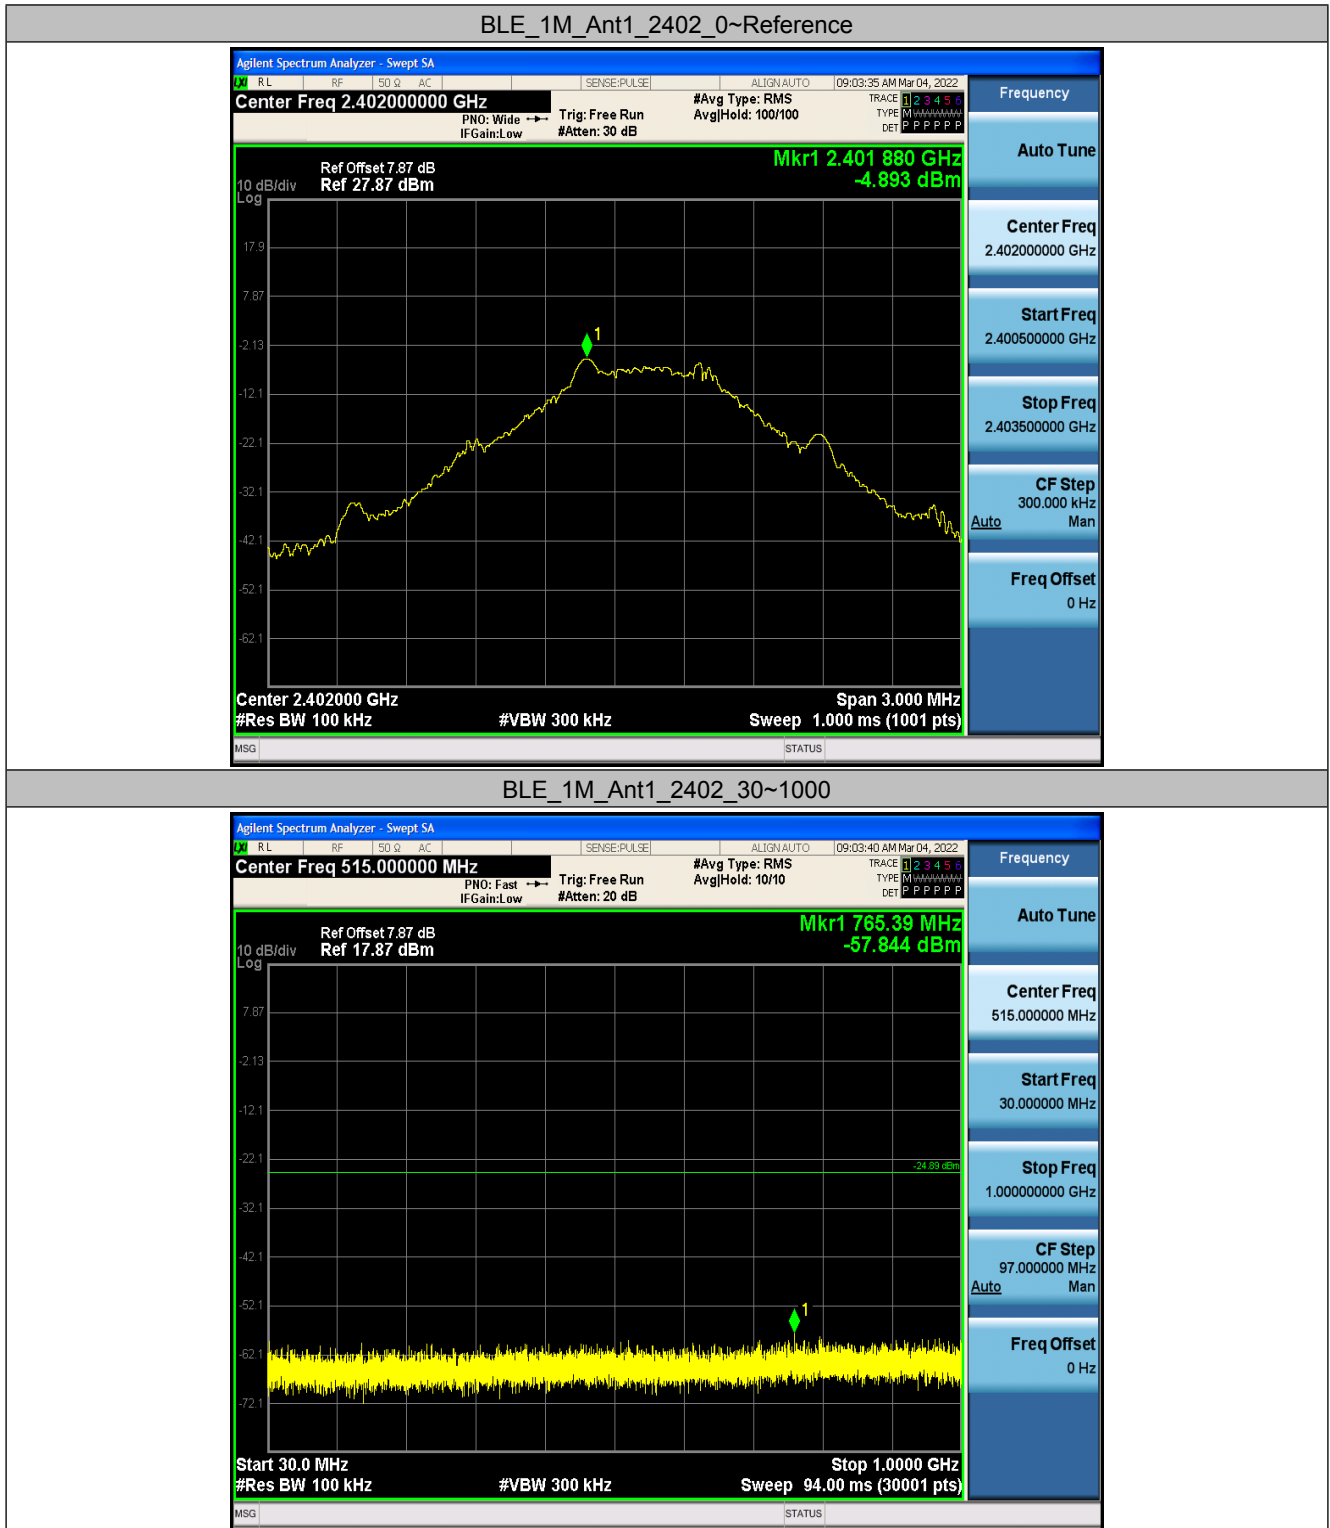 BLE_1M_Ant1_2402_0~Reference
Agilent Spectrum Analyzer - Swept SA
LXI RL RF 50 Ω AC SENSE:PULSE ALIGN AUTO 09:03:35 AM Mar 04, 2022
Center Freq 2.402000000 GHz #Avg Type: RMS TRACE 1 2 3 4 5 6
PNO: Wide Trig: Free Run Avg|Hold: 100/100 TYPE M WWWWW
IFGain:Low #Atten: 30 dB DET P P P P P P
Frequency
Mkr1 2.401 880 GHz
-4.893 dBm
Ref Offset 7.87 dB
10 dB/div Ref 27.87 dBm
Log
17.9
7.87
-2.13
-12.1
-22.1
-32.1
-42.1
-52.1
-62.1
1
Center 2.402000 GHz Span 3.000 MHz
#Res BW 100 kHz #VBW 300 kHz Sweep 1.000 ms (1001 pts)
MSG STATUS
Auto Tune
Center Freq
2.402000000 GHz
Start Freq
2.400500000 GHz
Stop Freq
2.403500000 GHz
CF Step
300.000 kHz
Auto Man
Freq Offset
0 Hz
BLE_1M_Ant1_2402_30~1000
Agilent Spectrum Analyzer - Swept SA
LXI RL RF 50 Ω AC SENSE:PULSE ALIGN AUTO 09:03:40 AM Mar 04, 2022
Center Freq 515.000000 MHz #Avg Type: RMS TRACE 1 2 3 4 5 6
PNO: Fast Trig: Free Run Avg|Hold: 10/10 TYPE M WWWWW
IFGain:Low #Atten: 20 dB DET P P P P P P
Frequency
Mkr1 765.39 MHz
-57.844 dBm
Ref Offset 7.87 dB
10 dB/div Ref 17.87 dBm
Log
7.87
-2.13
-12.1
-22.1
-24.89 dBm
-32.1
-42.1
-52.1
-62.1
-72.1
1
Start 30.0 MHz Stop 1.0000 GHz
#Res BW 100 kHz #VBW 300 kHz Sweep 94.00 ms (30001 pts)
MSG STATUS
Auto Tune
Center Freq
515.000000 MHz
Start Freq
30.000000 MHz
Stop Freq
1.000000000 GHz
CF Step
97.000000 MHz
Auto Man
Freq Offset
0 Hz